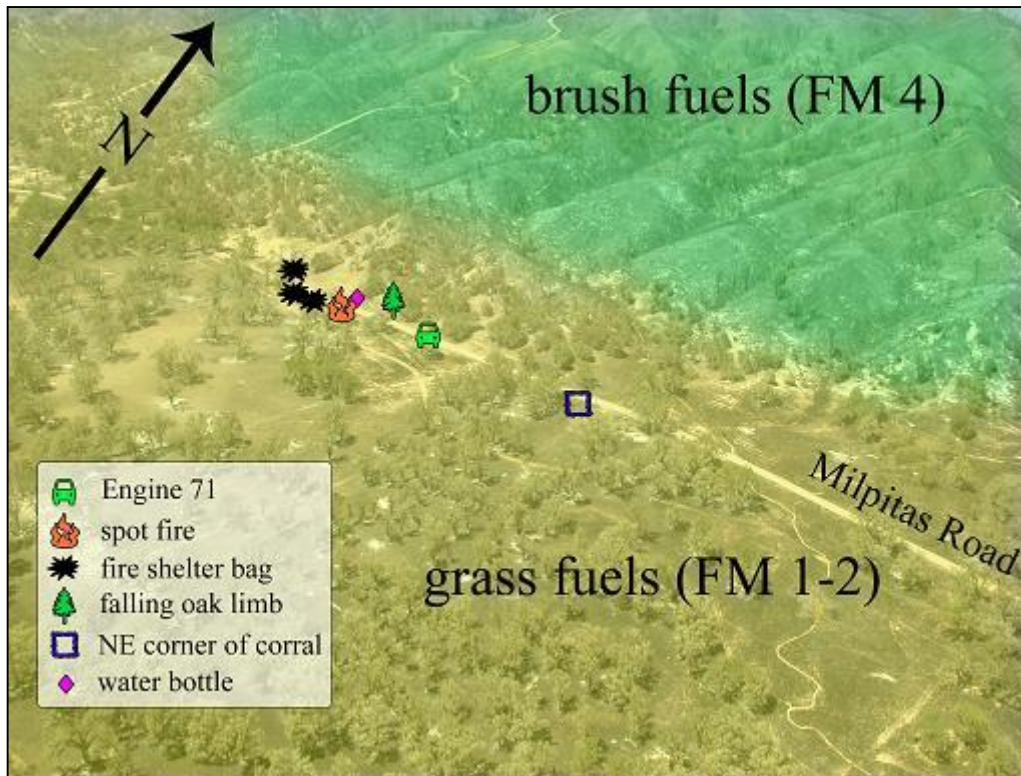 N
brush fuels (FM 4)
Milpitas Road
grass fuels (FM 1-2)
Engine 71
spot fire
fire shelter bag
falling oak limb
NE corner of corral
water bottle